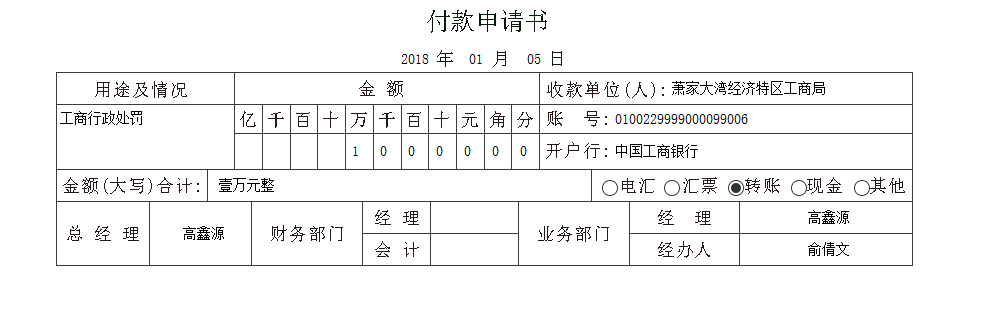 付款申请书
2018 年 01 月 05 日
用途及情况 金 额 收款单位(人): 萧家大湾经济特区工商局
工商行政处罚 亿 千 百 十 万 千 百 十 元 角 分 账 号: 0100229999000099006
1 0 0 0 0 0 0 开户行: 中国工商银行
金额(大写)合计: 壹万元整 电汇 汇票 转账 现金 其他
总 经 理 高鑫源 财务部门 经 理 业务部门 经 理 高鑫源
会 计 经办人 俞倩文